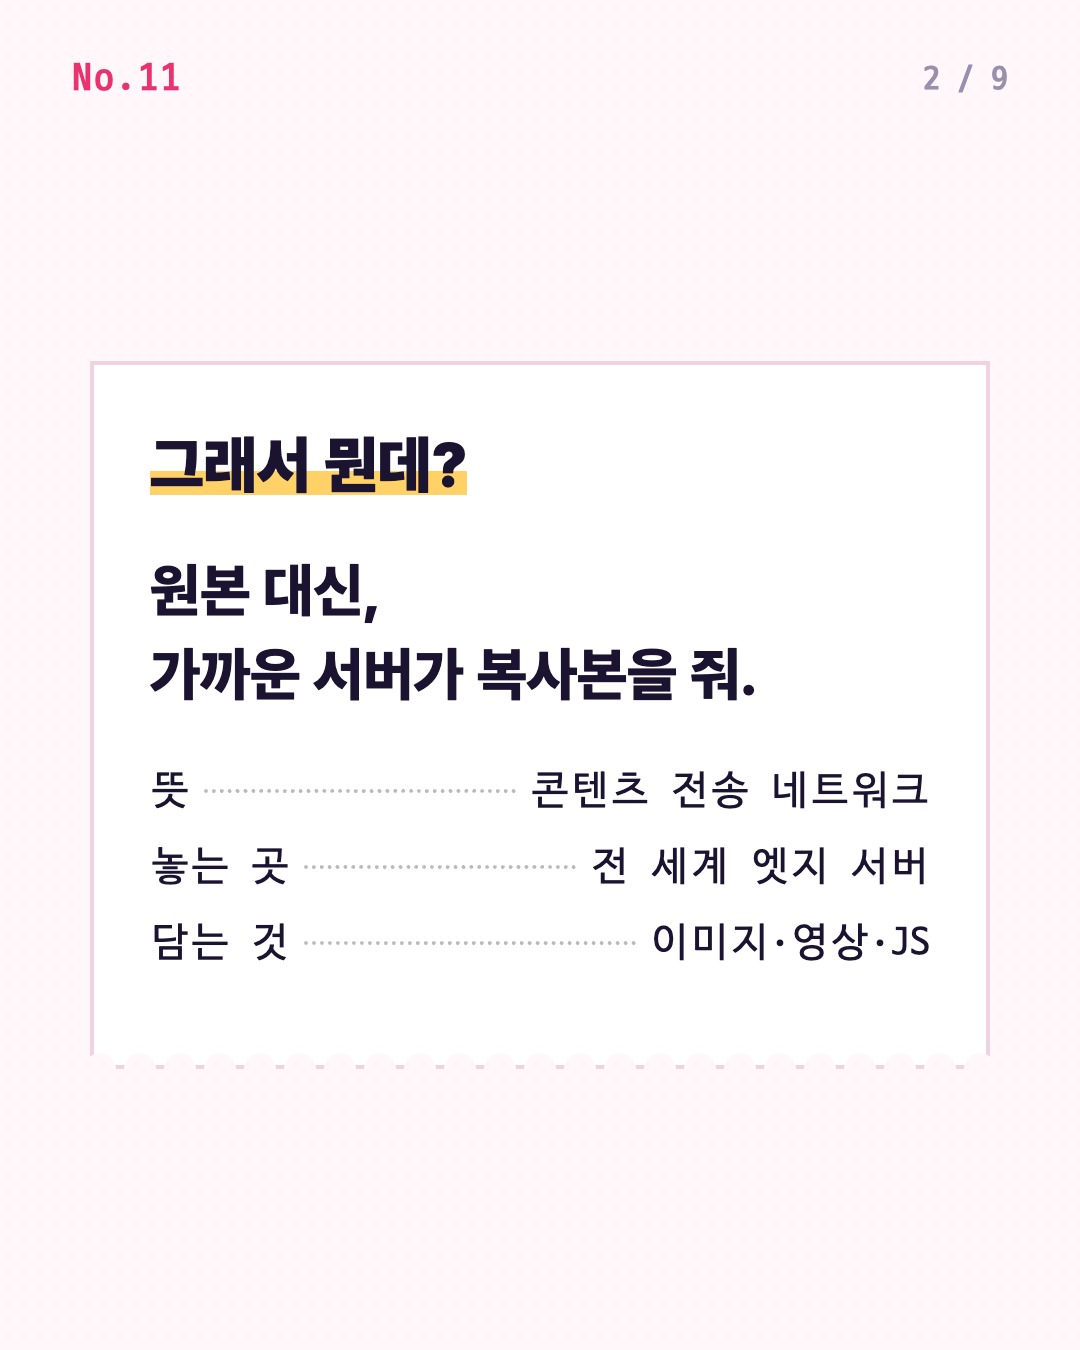 No.11
2 / 9
그래서 뭔데?
원본 대신,
가까운 서버가 복사본을 줘.
뜻 콘텐츠 전송 네트워크
놓는 곳 전 세계 엣지 서버
담는 것 이미지·영상·JS